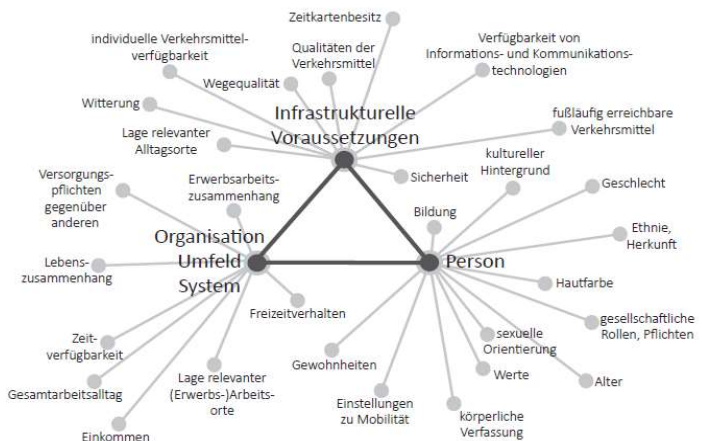 Zeitkartenbesitz
individuelle Verkehrsmittel-
verfügbarkeit
Qualitäten der
Verkehrsmittel
Verfügbarkeit von
Informations- und Kommunikations-
technologien
Wegequalität
Witterung
Infrastrukturelle
Voraussetzungen
fußläufig erreichbare
Verkehrsmittel
Lage relevanter
Alltagsorte
kultureller
Hintergrund
Sicherheit
Geschlecht
Versorgungs-
pflichten
gegenüber
anderen
Erwerbsarbeits-
zusammenhang
Bildung
Ethnie,
Herkunft
Organisation
Umfeld
System
Person
Lebens-
zusammenhang
Hautfarbe
Freizeitverhalten
gesellschaftliche
Rollen, Pflichten
Zeit-
verfügbarkeit
sexuelle
Orientierung
Gewohnheiten
Werte
Alter
Gesamtarbeitsalltag
Lage relevanter
(Erwerbs-)Arbeits-
orte
Einstellungen
zu Mobilität
körperliche
Verfassung
Einkommen